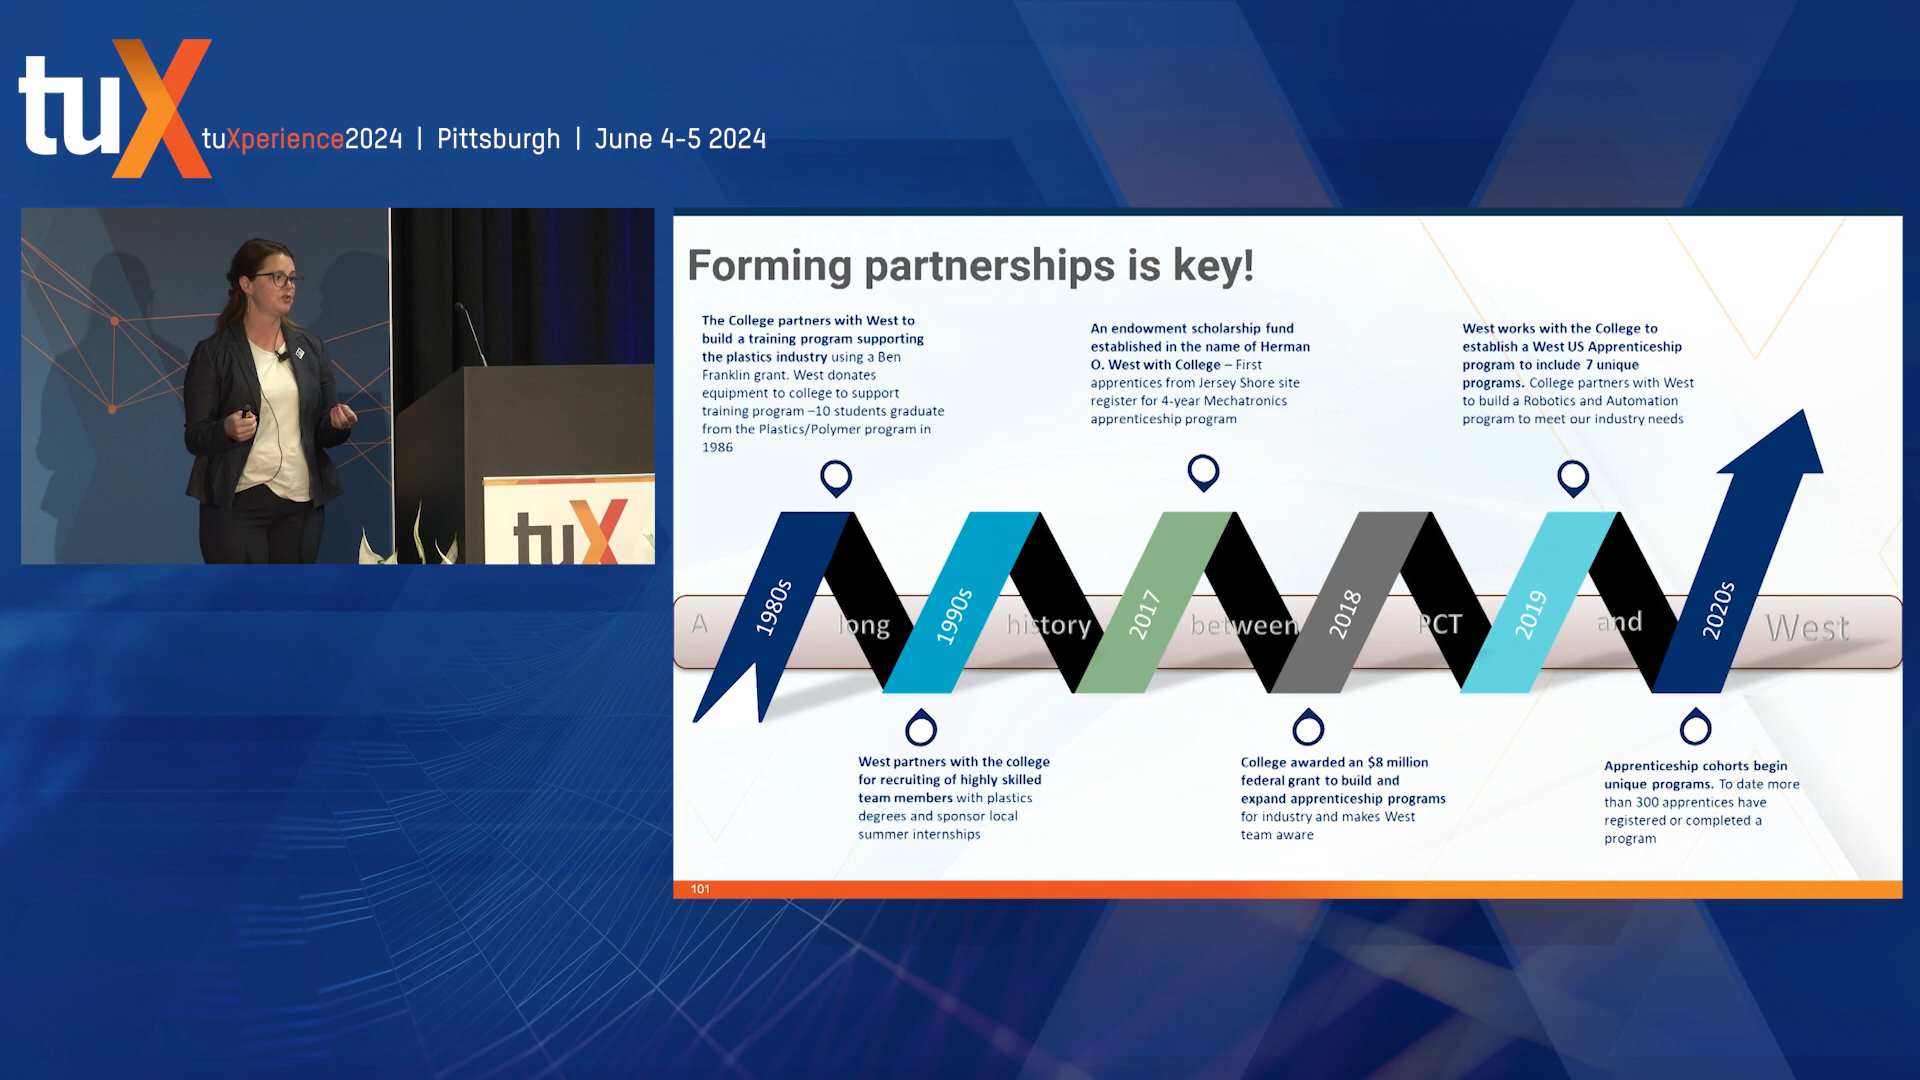 tuX
tuXperience2024 | Pittsburgh | June 4-5 2024
tuX
Forming partnerships is key!
The College partners with West to
build a training program supporting
the plastics industry using a Ben
Franklin grant. West donates
equipment to college to support
training program –10 students graduate
from the Plastics/Polymer program in
1986
An endowment scholarship fund
established in the name of Herman
O. West with College – First
apprentices from Jersey Shore site
register for 4-year Mechatronics
apprenticeship program
West works with the College to
establish a West US Apprenticeship
program to include 7 unique
programs. College partners with West
to build a Robotics and Automation
program to meet our industry needs
A long history between PCT and West
1980s
1990s
2017
2018
2019
2020s
West partners with the college
for recruiting of highly skilled
team members with plastics
degrees and sponsor local
summer internships
College awarded an $8 million
federal grant to build and
expand apprenticeship programs
for industry and makes West
team aware
Apprenticeship cohorts begin
unique programs. To date more
than 300 apprentices have
registered or completed a
program
101